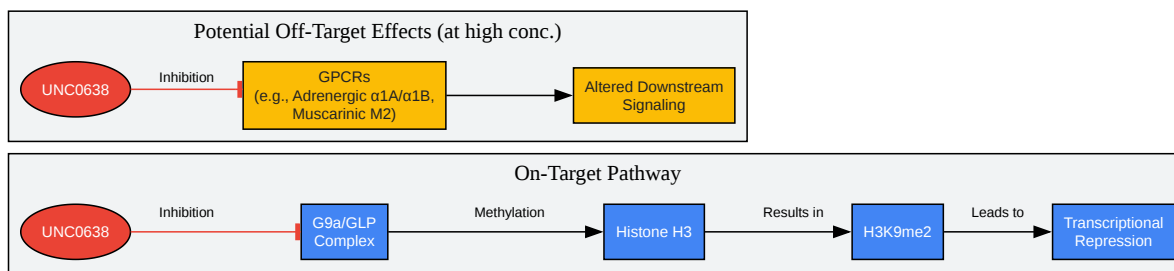 Potential Off-Target Effects (at high conc.)
UNC0638
Inhibition
GPCRs
(e.g., Adrenergic α1A/α1B,
Muscarinic M2)
Altered Downstream
Signaling
On-Target Pathway
UNC0638
Inhibition
G9a/GLP
Complex
Methylation
Histone H3
Results in
H3K9me2
Leads to
Transcriptional
Repression